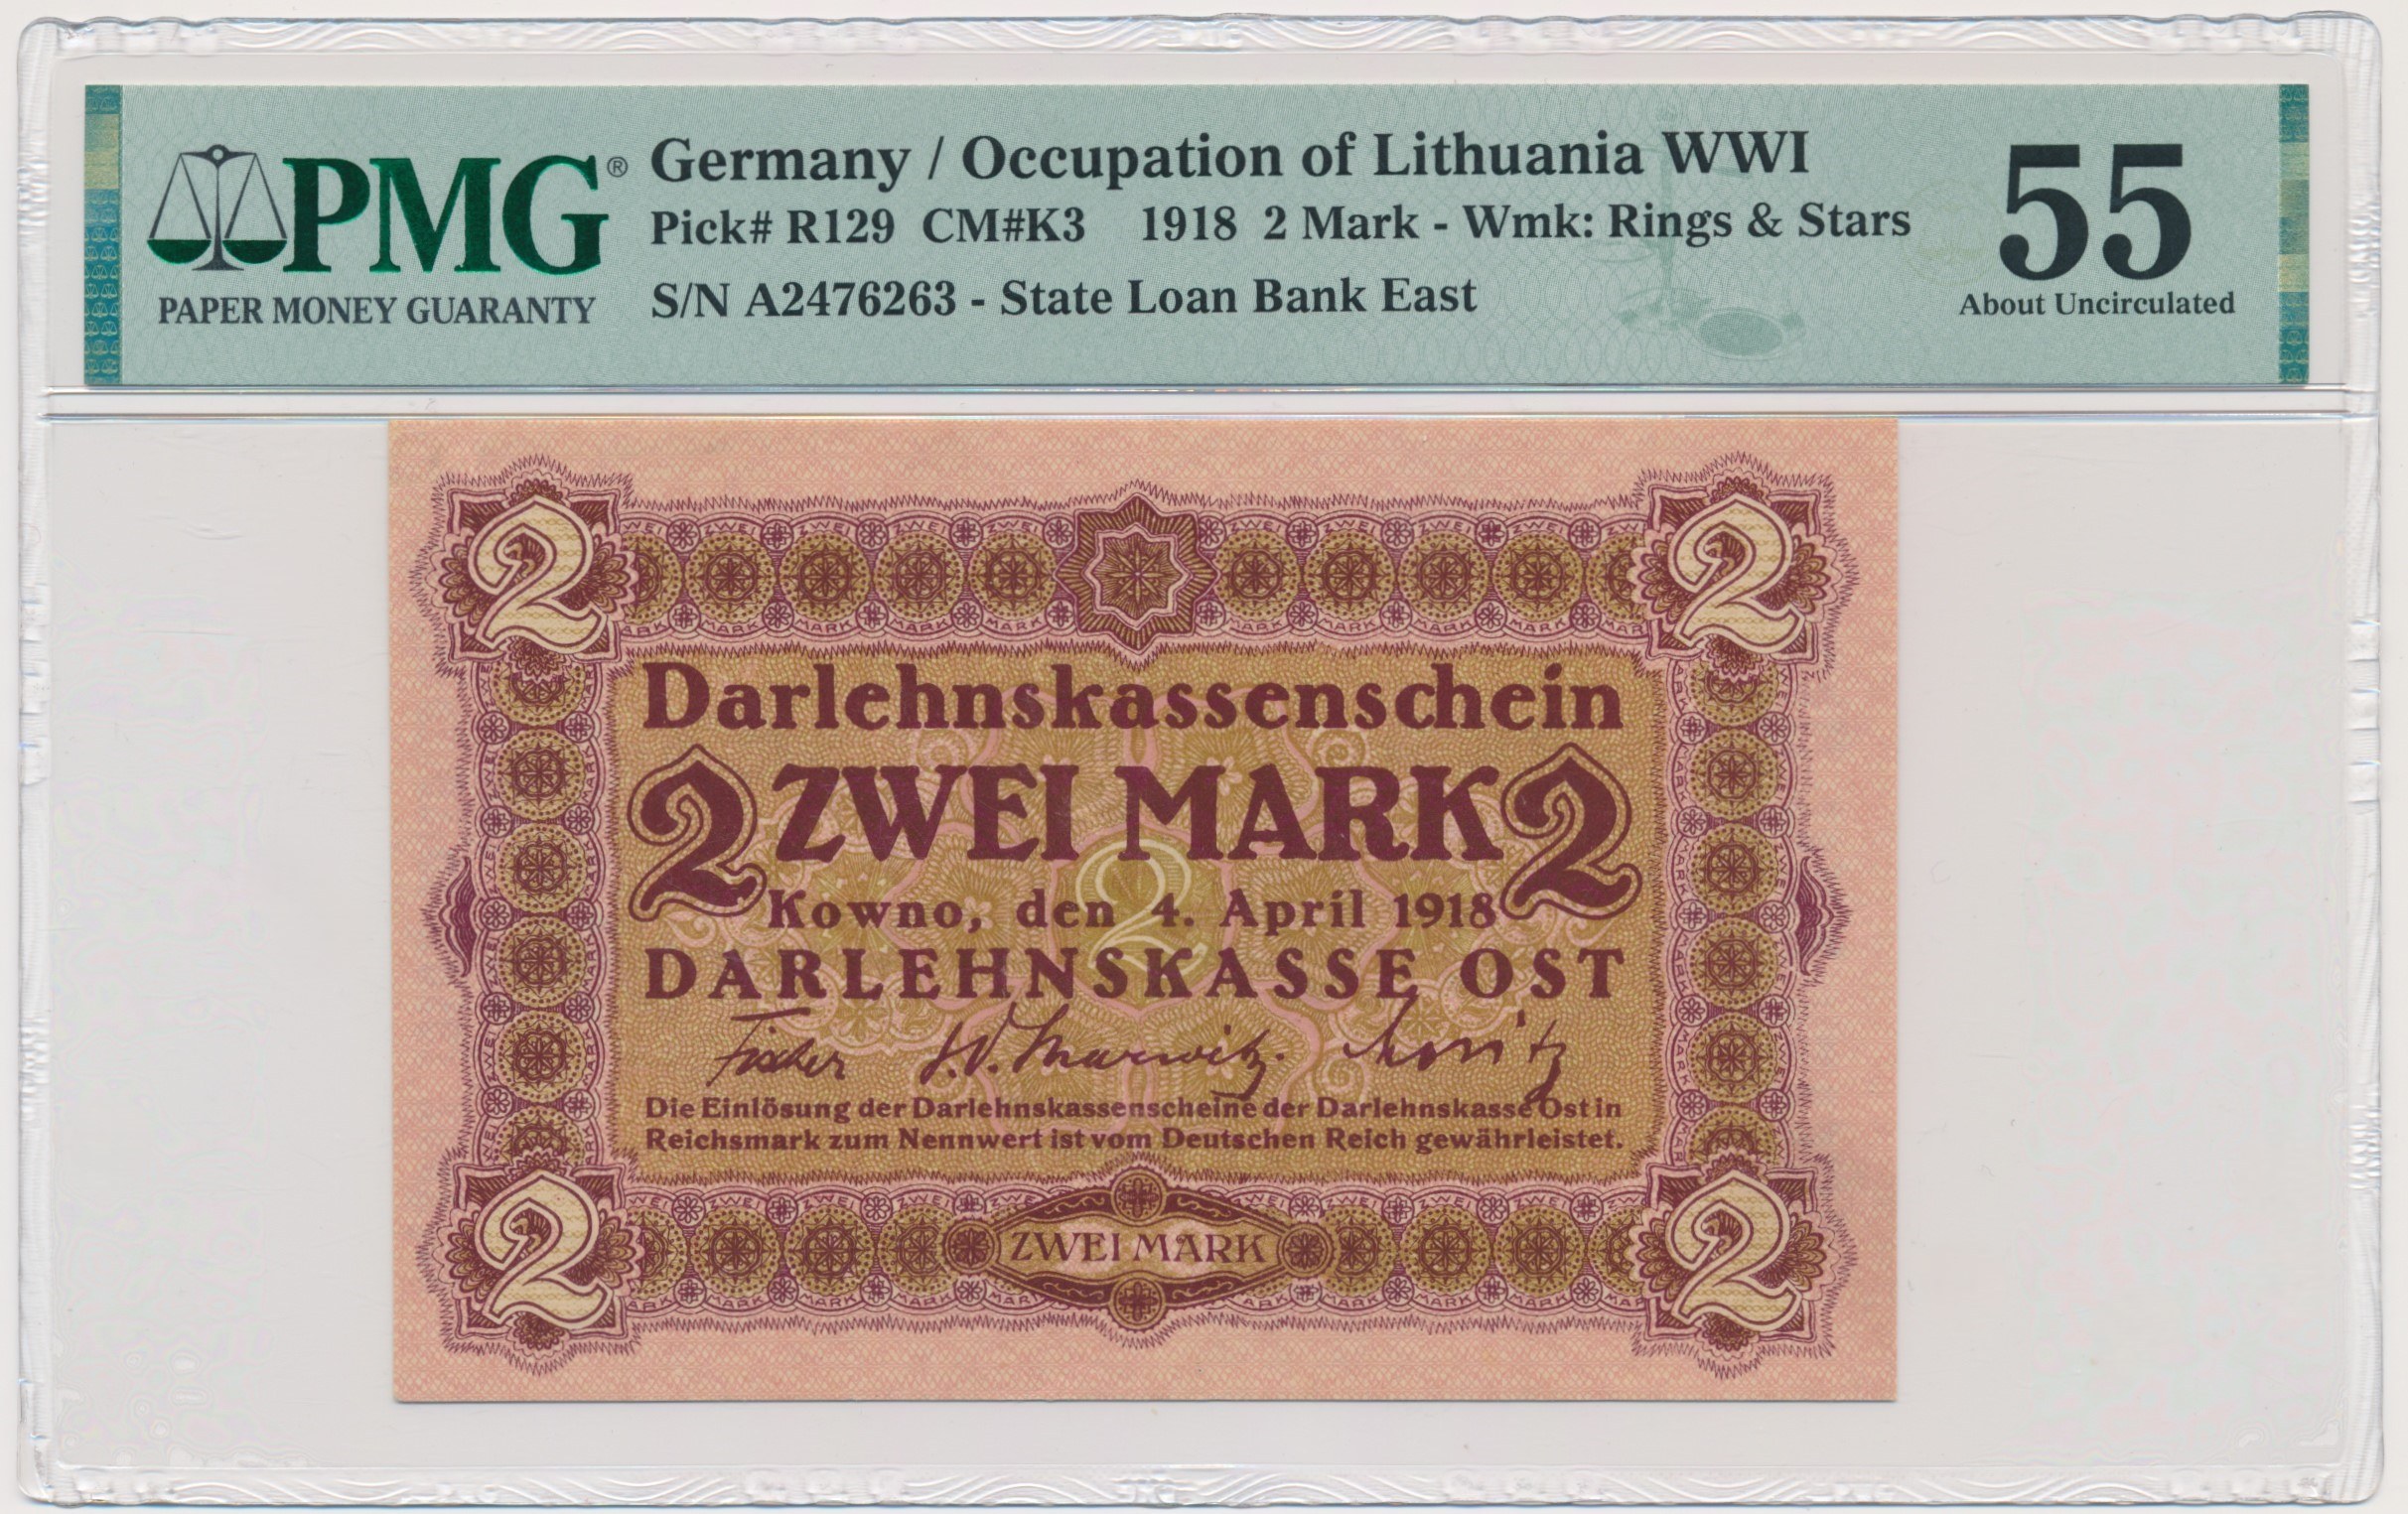 PMG®
PAPER MONEY GUARANTY
Germany / Occupation of Lithuania WWI
Pick# R129 CM#K3 1918 2 Mark - Wmk: Rings & Stars
S/N A2476263 - State Loan Bank East
55
About Uncirculated
2 2
Darlehnskassenschein
2 ZWEI MARK 2
2
Kowno, den 4. April 1918
DARLEHNSKASSE OST
Fischer
Die Einlösung der Darlehnskassenscheine der Darlehnskasse Ost in
Reichsmark zum Nennwert ist vom Deutschen Reich gewährleistet.
2 ZWEI MARK 2